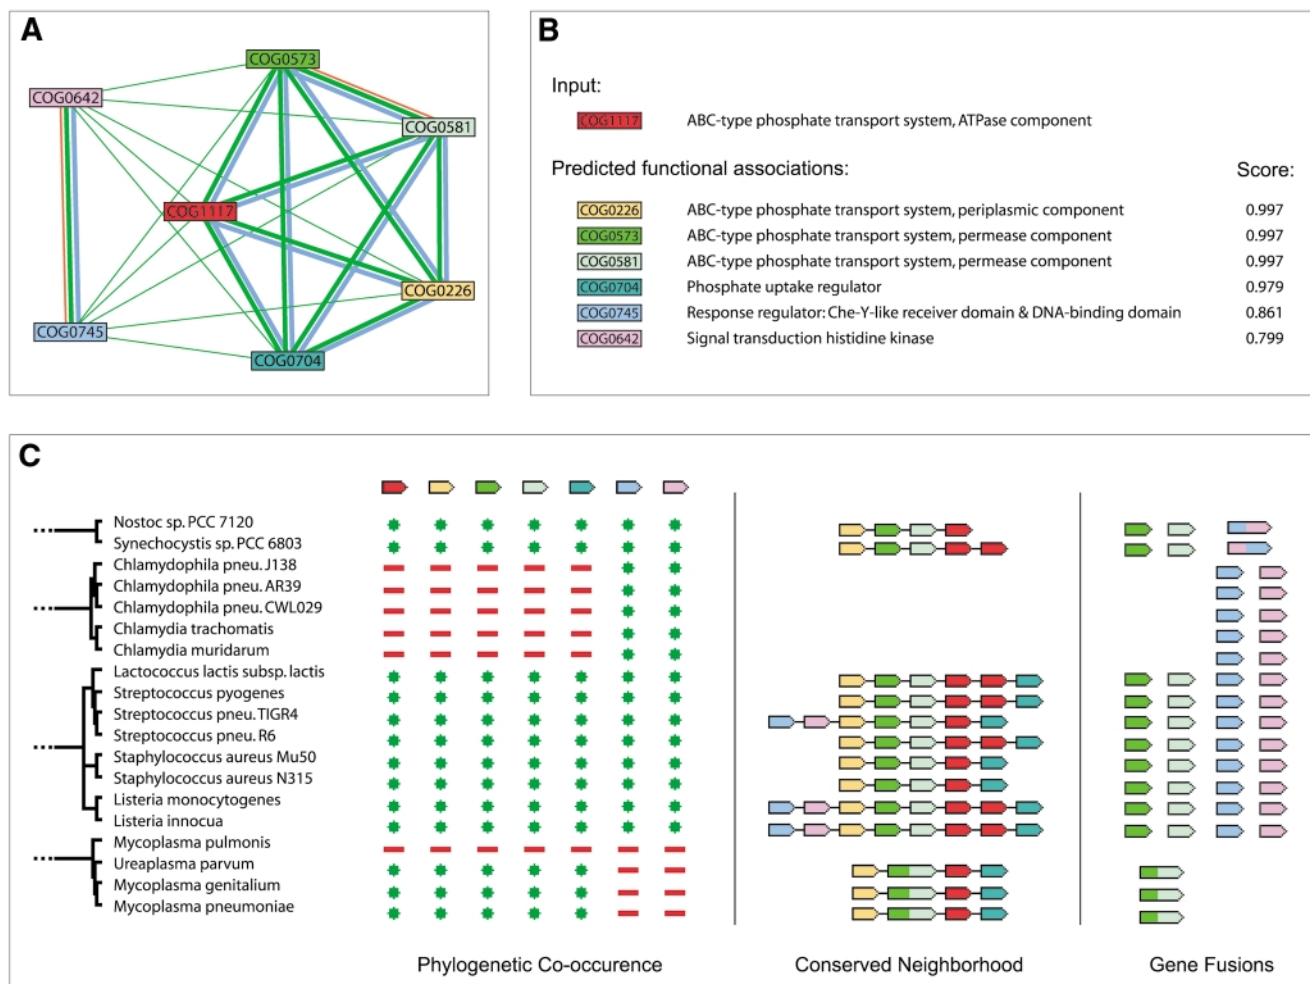 A
COG0573
COG0642
COG0581
COG1117
COG0226
COG0745
COG0704
B
Input:
COG1117 ABC-type phosphate transport system, ATPase component
Predicted functional associations: Score:
COG0226 ABC-type phosphate transport system, periplasmic component 0.997
COG0573 ABC-type phosphate transport system, permease component 0.997
COG0581 ABC-type phosphate transport system, permease component 0.997
COG0704 Phosphate uptake regulator 0.979
COG0745 Response regulator: Che-Y-like receiver domain & DNA-binding domain 0.861
COG0642 Signal transduction histidine kinase 0.799
C
Nostoc sp. PCC 7120
Synechocystis sp. PCC 6803
Chlamydophila pneu. J138
Chlamydophila pneu. AR39
Chlamydophila pneu. CWL029
Chlamydia trachomatis
Chlamydia muridarum
Lactococcus lactis subsp. lactis
Streptococcus pyogenes
Streptococcus pneu. TIGR4
Streptococcus pneu. R6
Staphylococcus aureus Mu50
Staphylococcus aureus N315
Listeria monocytogenes
Listeria innocua
Mycoplasma pulmonis
Ureaplasma parvum
Mycoplasma genitalium
Mycoplasma pneumoniae
Phylogenetic Co-occurence Conserved Neighborhood Gene Fusions